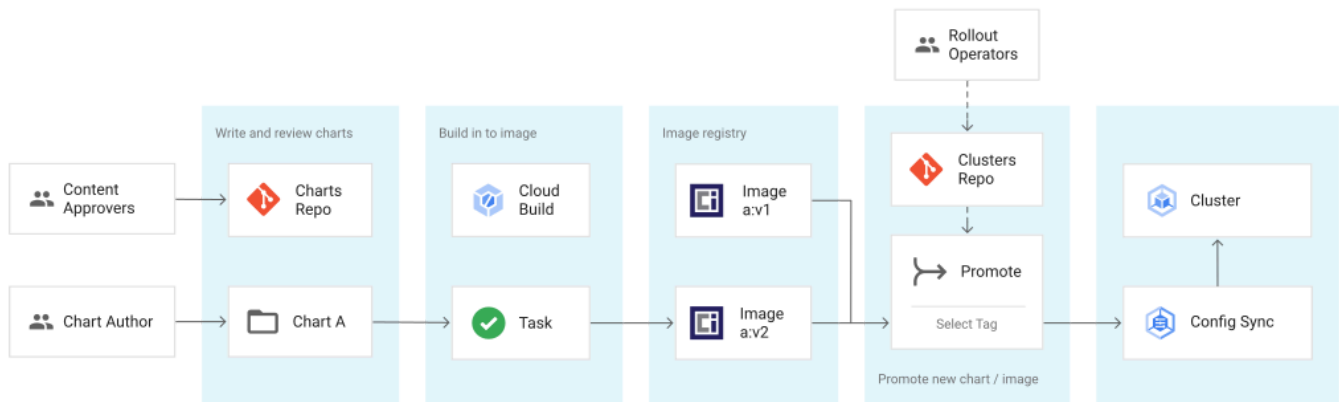 Rollout
Operators
Write and review charts
Build in to image
Image registry
Content
Approvers
Charts
Repo
Cloud
Build
Image
a:v1
Clusters
Repo
Cluster
Chart Author
Chart A
Task
Image
a:v2
Promote
Select Tag
Config Sync
Promote new chart / image